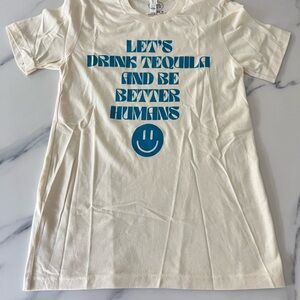 LET'S
DRINK TEQUILA
AND BE
BETTER
HUMANS